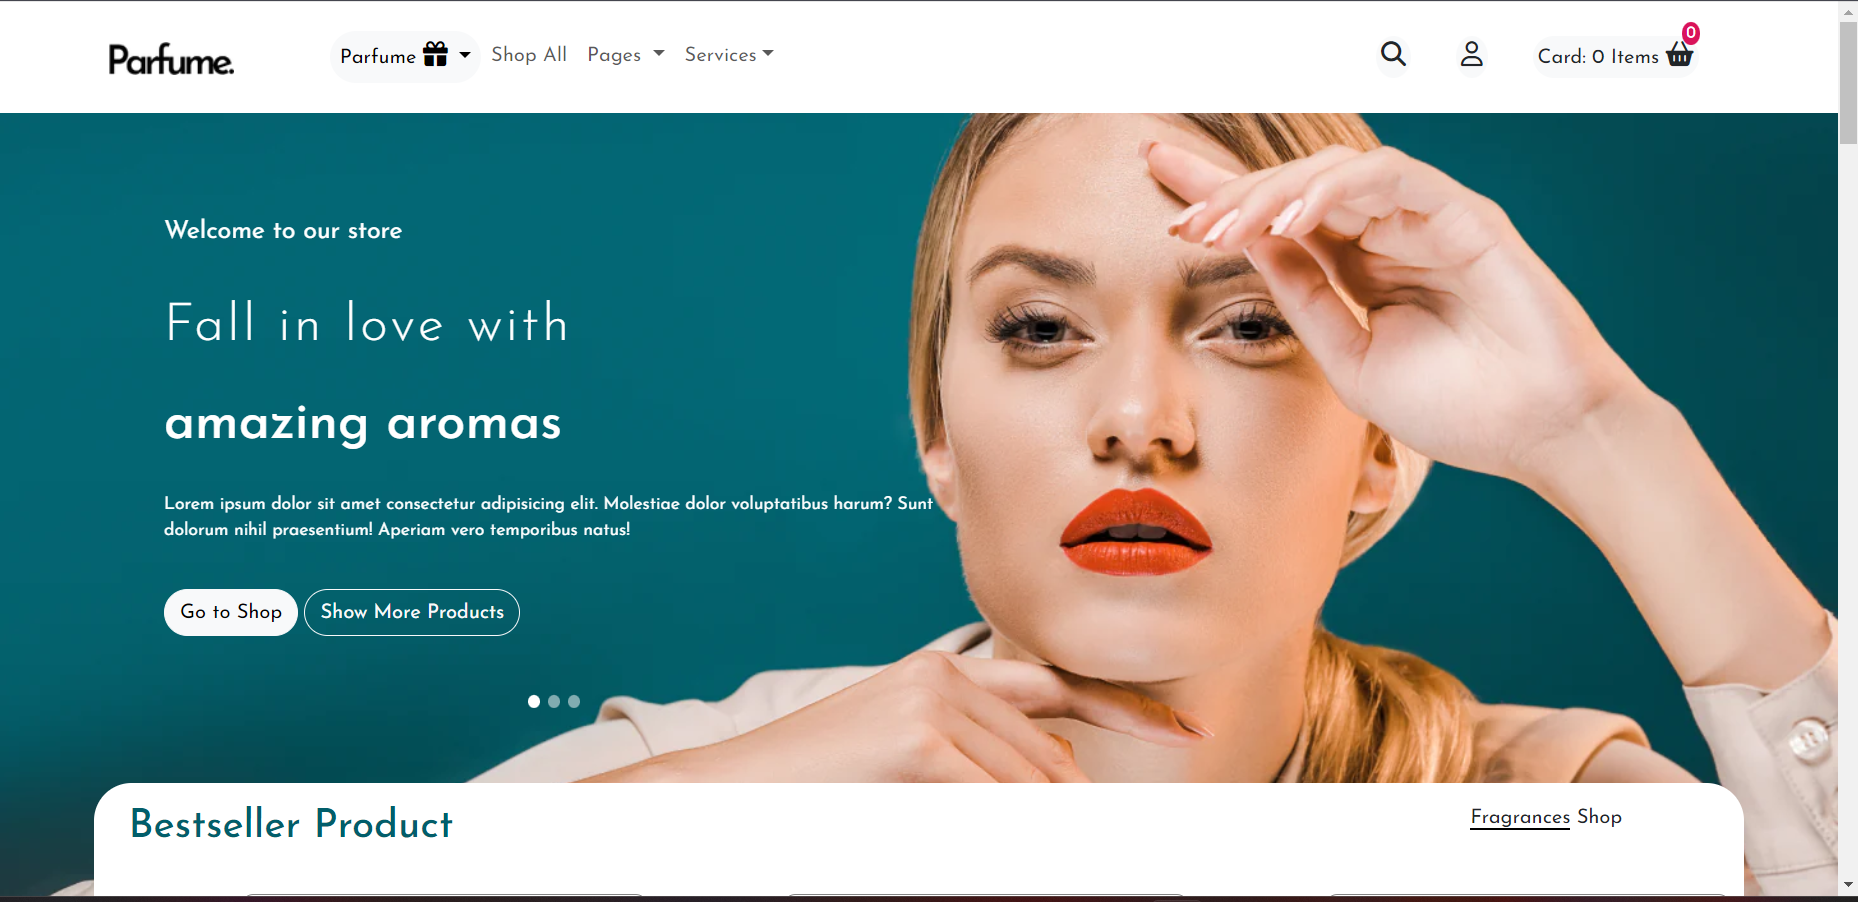 Parfume.
Parfume Shop All Pages Services
Card: 0 Items 0
Welcome to our store
Fall in love with
amazing aromas
Lorem ipsum dolor sit amet consectetur adipisicing elit. Molestiae dolor voluptatibus harum? Sunt
dolorum nihil praesentium! Aperiam vero temporibus natus!
Go to Shop Show More Products
Bestseller Product
Fragrances Shop